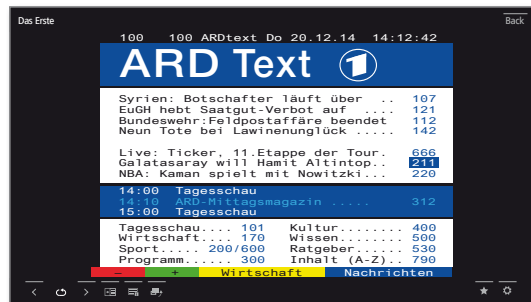 Das Erste
Back
100 100 ARDtext Do 20.12.14 14:12:42
ARD Text 1
Syrien: Botschafter läuft über .. 107
EuGH hebt Saatgut-Verbot auf .... 121
Bundeswehr:Feldpostaffäre beendet 112
Neun Tote bei Lawinenunglück ..... 142
Live: Ticker, 11.Etappe der Tour. 666
Galatasaray will Hamit Altintop.. 211
NBA: Kaman spielt mit Nowitzki... 220
14:00 Tagesschau
14:10 ARD-Mittagsmagazin ..... 312
15:00 Tagesschau
Tagesschau.... 101 Kultur........ 400
Wirtschaft.... 170 Wissen........ 500
Sport..... 200/600 Ratgeber...... 530
Programm...... 300 Inhalt (A-Z).. 790
− + Wirtschaft Nachrichten